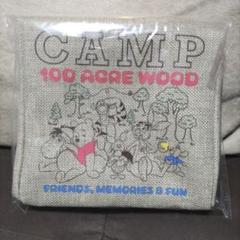 CAMP
100 ACRE WOOD
FRIENDS, MEMORIES & FUN